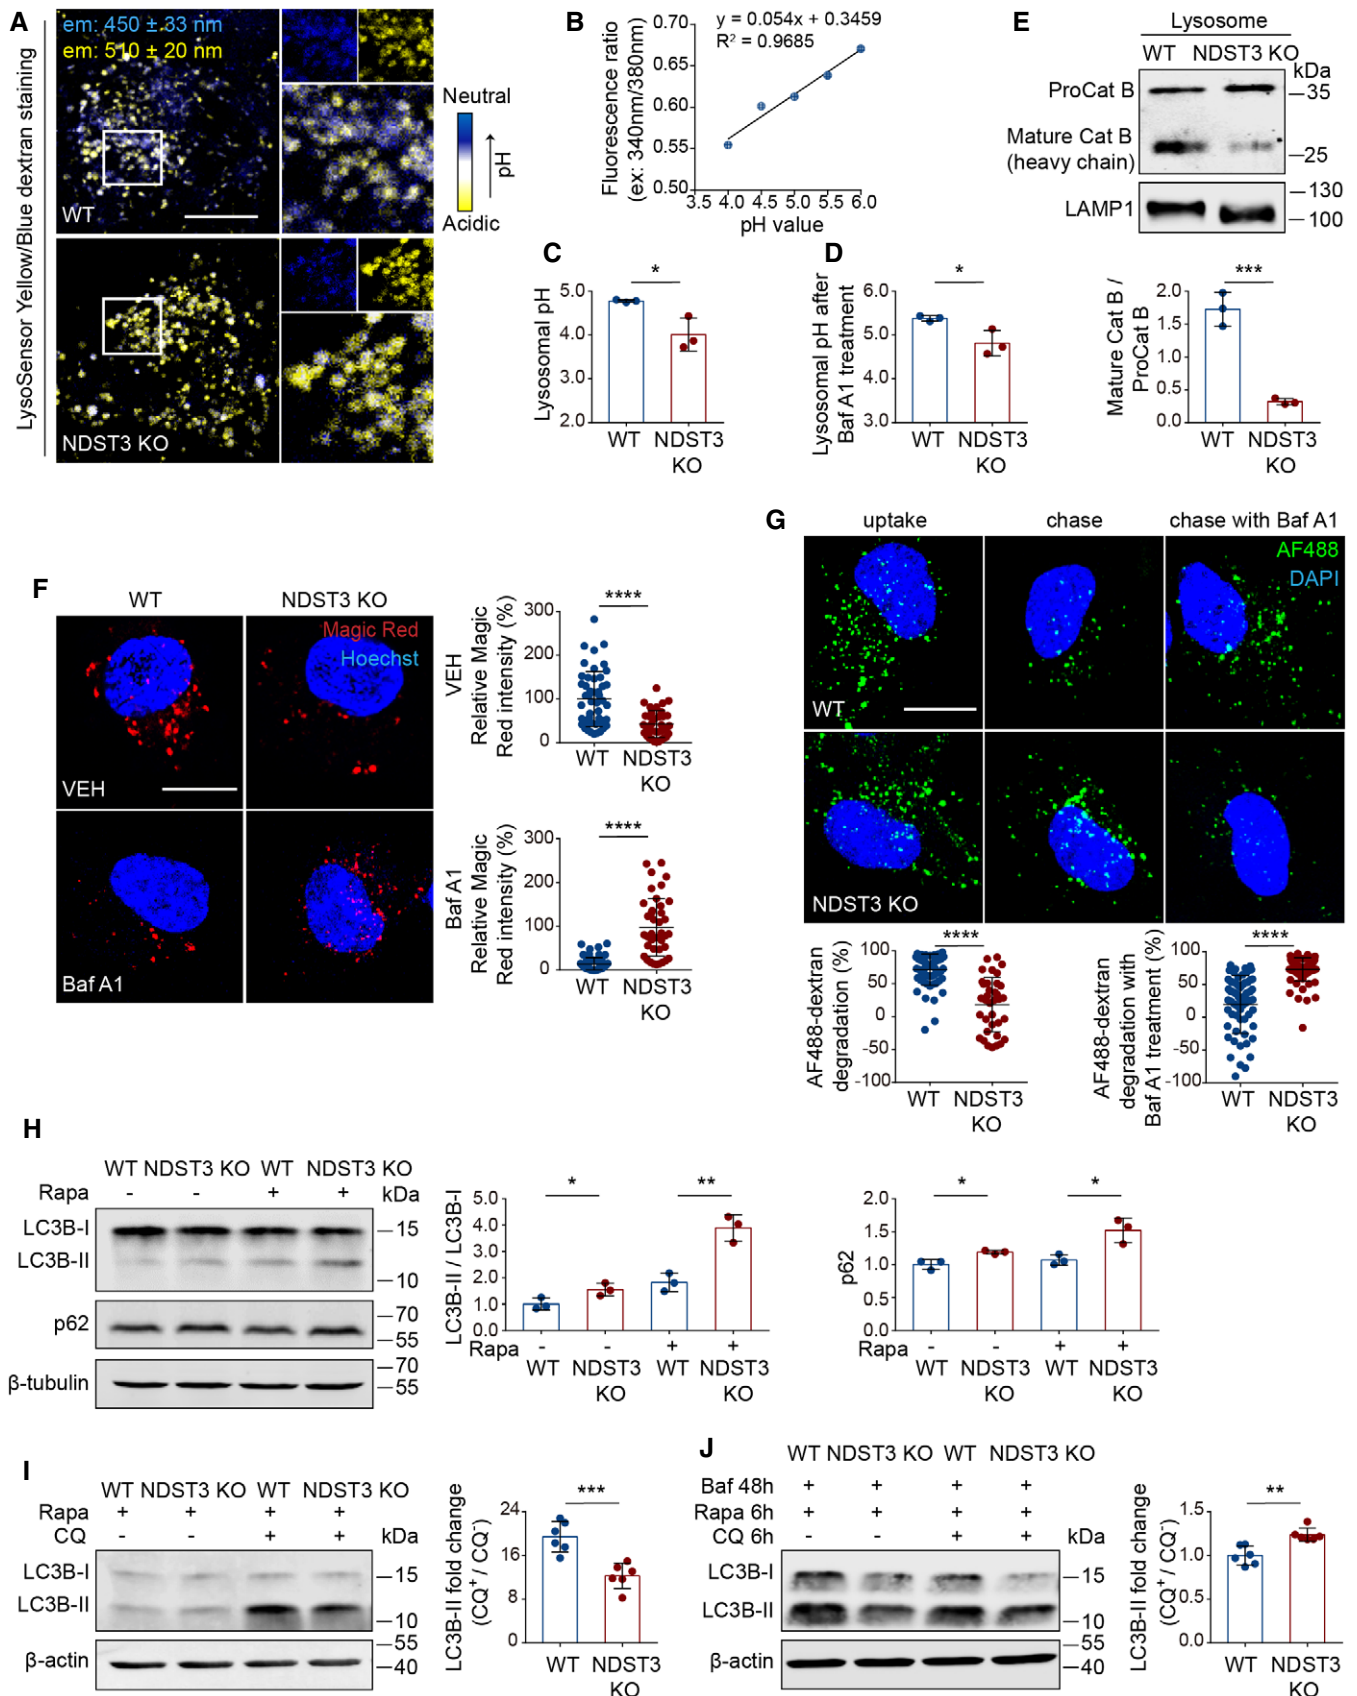 A
LysoSensor Yellow/Blue dextran staining
em: 450 ± 33 nm
em: 510 ± 20 nm
WT
NDST3 KO
Neutral
pH
Acidic
B
y = 0.054x + 0.3459
R² = 0.9685
Fluorescence ratio
(ex: 340nm/380nm)
0.70
0.65
0.60
0.55
0.50
3.5 4.0 4.5 5.0 5.5 6.0
pH value
C
*
Lysosomal pH
5.0
4.0
3.0
2.0
WT NDST3
KO
D
*
Lysosomal pH after
Baf A1 treatment
6.0
5.0
4.0
3.0
WT NDST3
KO
E
Lysosome
WT NDST3 KO
kDa
ProCat B
35
Mature Cat B
(heavy chain)
25
130
LAMP1
100
***
Mature Cat B /
ProCat B
2.0
1.5
1.0
0.5
0.0
WT NDST3
KO
F
WT NDST3 KO
Magic Red
Hoechst
VEH
Baf A1
****
VEH
Relative Magic
Red intensity (%)
300
200
100
0
WT NDST3
KO
****
Baf A1
Relative Magic
Red intensity (%)
300
200
100
0
WT NDST3
KO
G
uptake chase chase with Baf A1
AF488
DAPI
WT
NDST3 KO
****
AF488-dextran
degradation (%)
100
50
0
-50
-100
WT NDST3
KO
****
AF488-dextran
degradation with
Baf A1 treatment (%)
100
50
0
-50
-100
WT NDST3
KO
H
WT NDST3 KO WT NDST3 KO
Rapa - - + + kDa
LC3B-I
15
LC3B-II
10
70
p62
55
70
β-tubulin
55
* **
LC3B-II / LC3B-I
5.0
4.0
3.0
2.0
1.0
0.0
Rapa - - + +
WT NDST3 WT NDST3
KO KO
* *
p62
2.0
1.5
1.0
0.5
0.0
Rapa - - + +
WT NDST3 WT NDST3
KO KO
I
WT NDST3 KO WT NDST3 KO
Rapa + + + +
CQ - - + + kDa
LC3B-I
15
LC3B-II
10
55
β-actin
40
***
LC3B-II fold change
(CQ⁺ / CQ⁻)
24
16
8
0
WT NDST3
KO
J
WT NDST3 KO WT NDST3 KO
Baf 48h + + + +
Rapa 6h + + + +
CQ 6h - - + + kDa
LC3B-I
15
LC3B-II
10
55
β-actin
40
**
LC3B-II fold change
(CQ⁺ / CQ⁻)
1.5
1.0
0.5
0.0
WT NDST3
KO